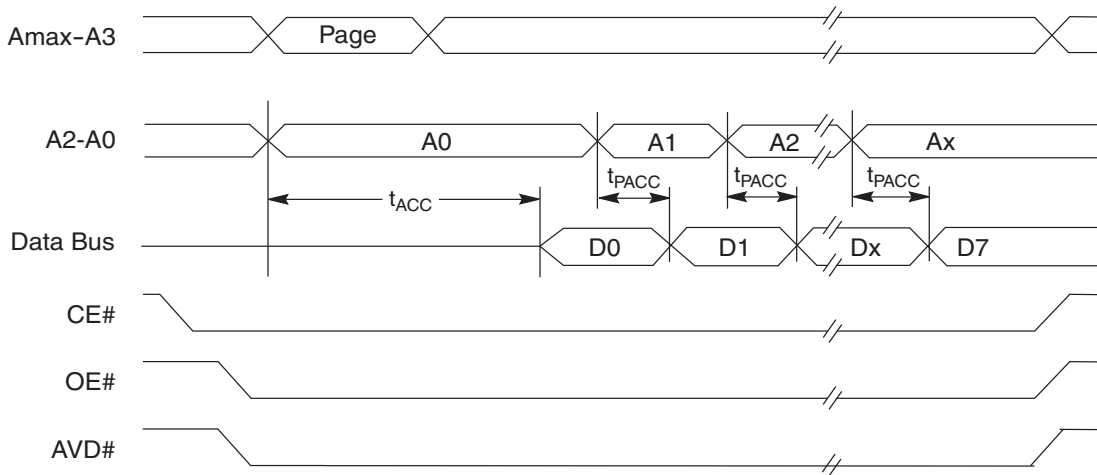 Amax-A3 Page
A2-A0 A0 A1 A2 Ax
tACC tPACC tPACC tPACC
Data Bus D0 D1 Dx D7
CE#
OE#
AVD#